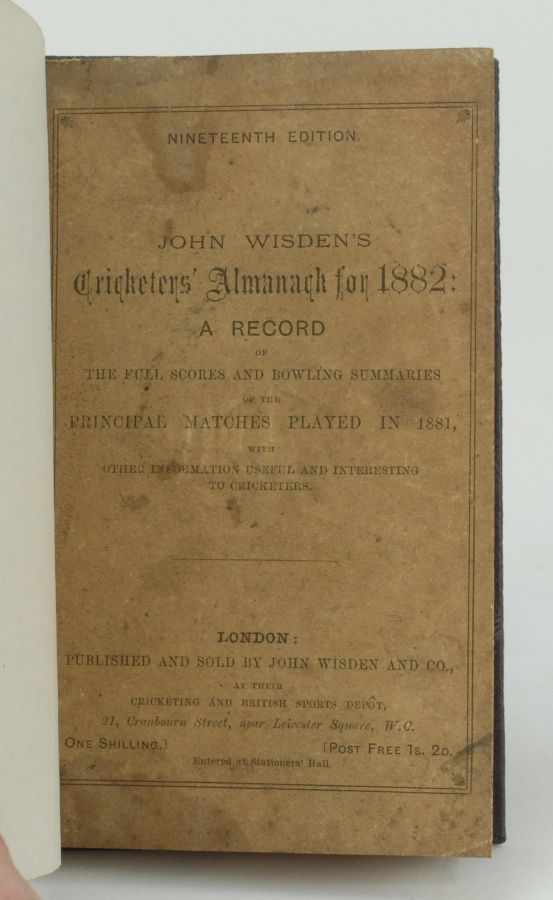 NINETEENTH EDITION.
JOHN WISDEN'S
Cricketers' Almanack for 1882:
A RECORD
OF
THE FULL SCORES AND BOWLING SUMMARIES
OF THE
PRINCIPAL MATCHES PLAYED IN 1881,
WITH
OTHER INFORMATION USEFUL AND INTERESTING
TO CRICKETERS.
LONDON:
PUBLISHED AND SOLD BY JOHN WISDEN AND CO.,
AT THEIR
CRICKETING AND BRITISH SPORTS DEPÔT,
21, Cranbourn Street, near Leicester Square, W.C.
ONE SHILLING.] [POST FREE 1S. 2D.
Entered at Stationers' Hall.